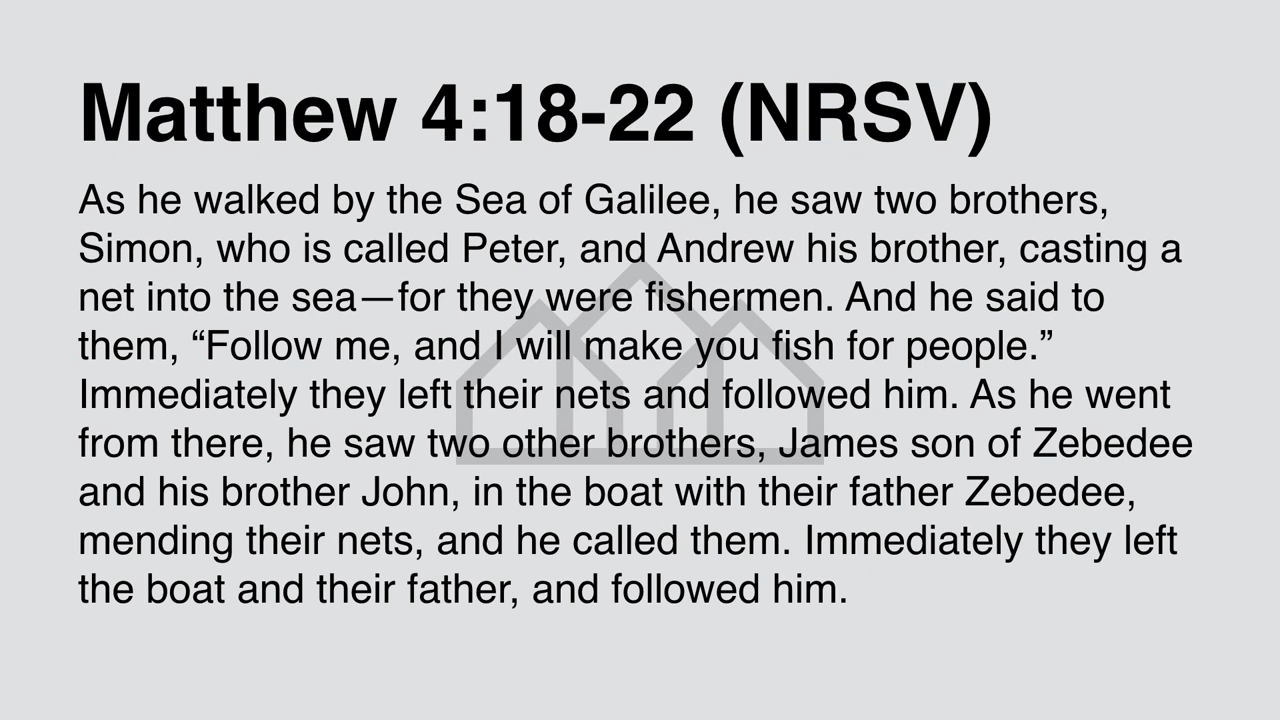 Matthew 4:18-22 (NRSV)
As he walked by the Sea of Galilee, he saw two brothers,
Simon, who is called Peter, and Andrew his brother, casting a
net into the sea—for they were fishermen. And he said to
them, “Follow me, and I will make you fish for people.”
Immediately they left their nets and followed him. As he went
from there, he saw two other brothers, James son of Zebedee
and his brother John, in the boat with their father Zebedee,
mending their nets, and he called them. Immediately they left
the boat and their father, and followed him.